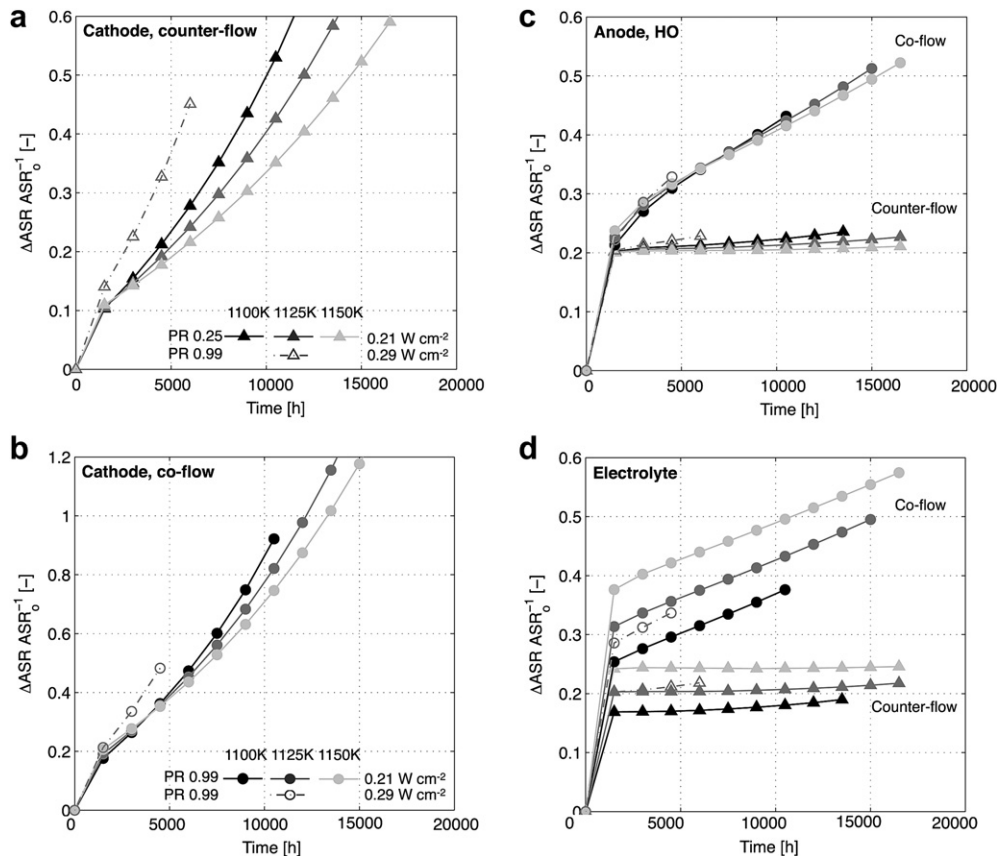 a
Cathode, counter-flow
0.6
0.5
0.4
0.3
0.2
0.1
0
ΔASR ASR₀⁻¹ [–]
1100K 1125K 1150K
PR 0.25 0.21 W cm⁻²
PR 0.99 0.29 W cm⁻²
0 5000 10000 15000 20000
Time [h]
c
Anode, HO
Co-flow
Counter-flow
0.6
0.5
0.4
0.3
0.2
0.1
0
ΔASR ASR₀⁻¹ [–]
0 5000 10000 15000 20000
Time [h]
b
Cathode, co-flow
1.2
1
0.8
0.6
0.4
0.2
0
ΔASR ASR₀⁻¹ [–]
1100K 1125K 1150K
PR 0.99 0.21 W cm⁻²
PR 0.99 0.29 W cm⁻²
0 5000 10000 15000 20000
Time [h]
d
Electrolyte
Co-flow
Counter-flow
0.6
0.5
0.4
0.3
0.2
0.1
0
ΔASR ASR₀⁻¹ [–]
0 5000 10000 15000 20000
Time [h]